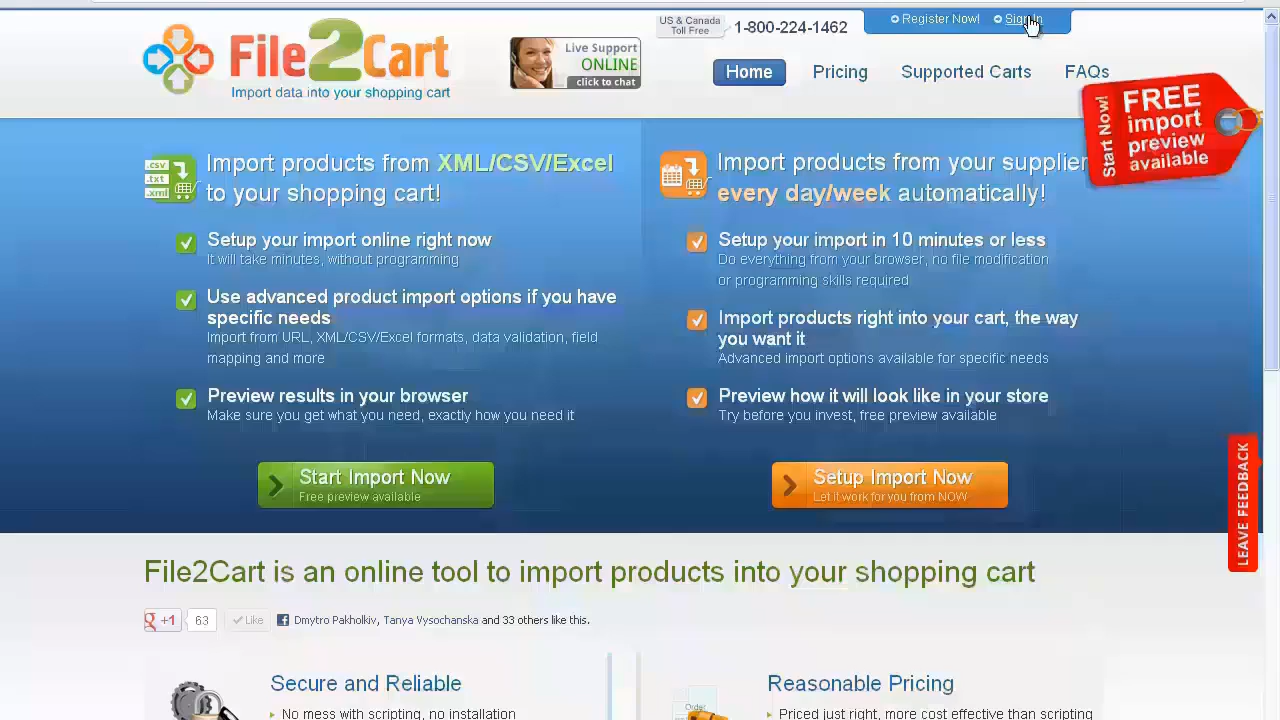 US & Canada
Toll Free
1-800-224-1462
Register Now!
Sign In
File2Cart
Import data into your shopping cart
Live Support
ONLINE
click to chat
Home
Pricing
Supported Carts
FAQs
Start Now!
FREE
import
preview
available
.csv
.txt
.xml
Import products from XML/CSV/Excel
to your shopping cart!
Setup your import online right now
It will take minutes, without programming
Use advanced product import options if you have
specific needs
Import from URL, XML/CSV/Excel formats, data validation, field
mapping and more
Preview results in your browser
Make sure you get what you need, exactly how you need it
Start Import Now
Free preview available
Import products from your supplier
every day/week automatically!
Setup your import in 10 minutes or less
Do everything from your browser, no file modification
or programming skills required
Import products right into your cart, the way
you want it
Advanced import options available for specific needs
Preview how it will look like in your store
Try before you invest, free preview available
Setup Import Now
Let it work for you from NOW
LEAVE FEEDBACK
File2Cart is an online tool to import products into your shopping cart
+1
63
Like
Dmytro Pakholkiv, Tanya Vysochanska and 33 others like this.
Secure and Reliable
No mess with scripting, no installation
Order
Reasonable Pricing
Priced just right, more cost effective than scripting